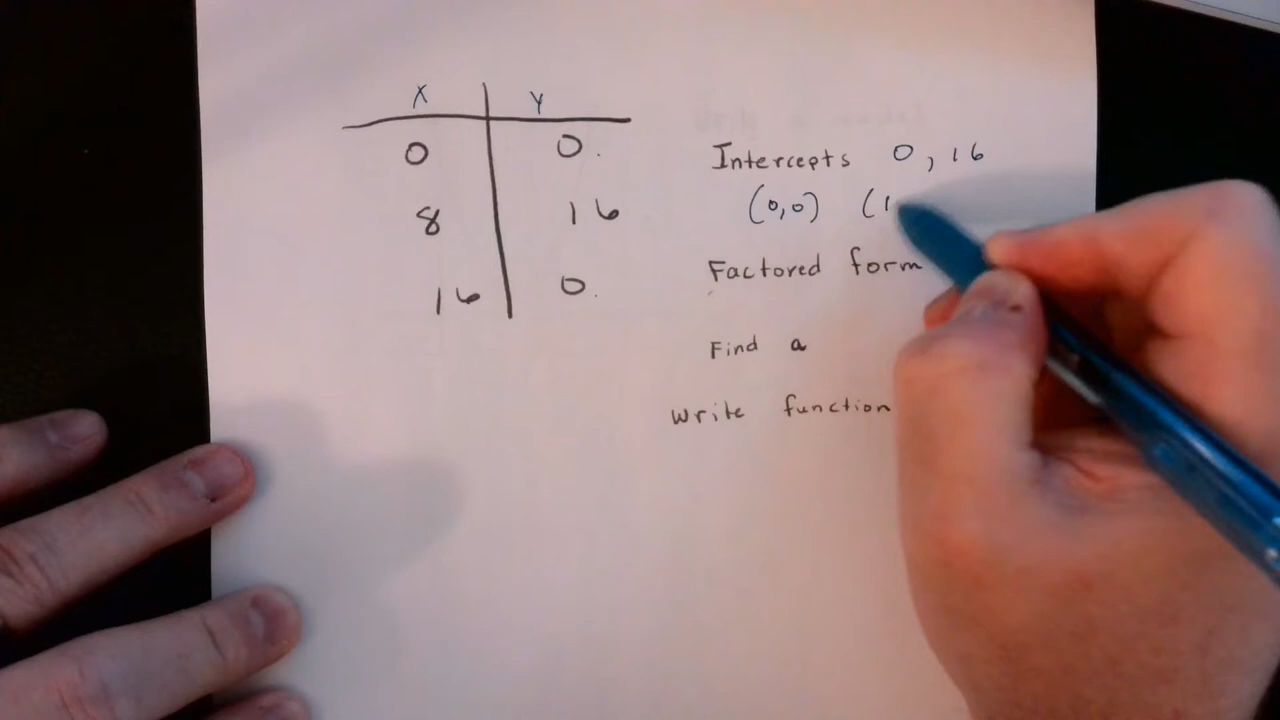 X Y
0 0.
8 16
16 0.
Intercepts 0, 16
(0,0) (1
Factored form
Find a
Write function